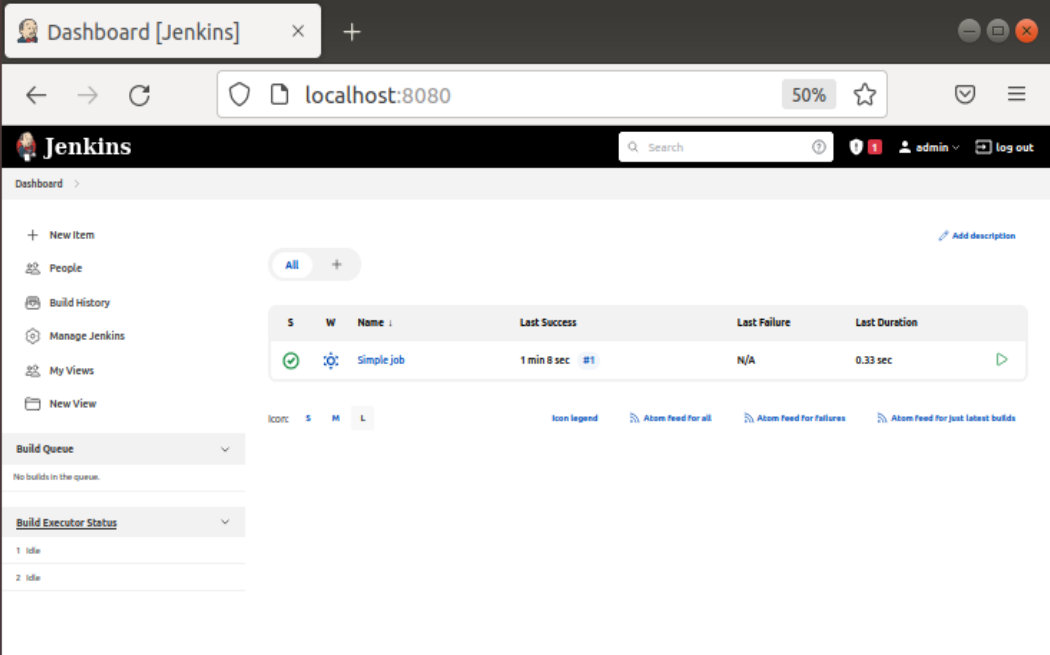 Dashboard [Jenkins]
localhost:8080 50%
Jenkins Search 1 admin log out
Dashboard
New Item
People
Build History
Manage Jenkins
My Views
New View
Build Queue
No builds in the queue.
Build Executor Status
1 Idle
2 Idle
Add description
All +
S W Name ↓ Last Success Last Failure Last Duration
Simple job 1 min 8 sec #1 N/A 0.33 sec
Icon: S M L Icon legend Atom feed for all Atom feed for failures Atom feed for just latest builds